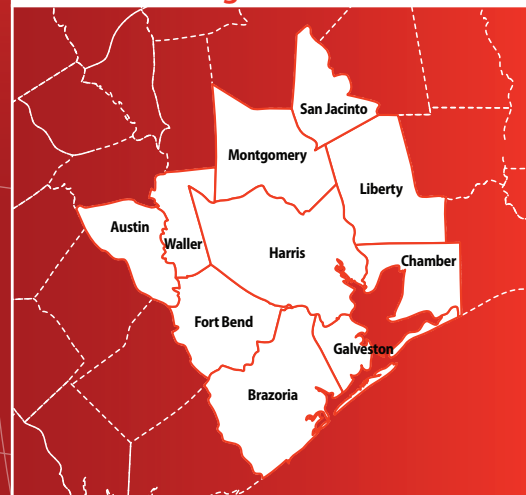 San Jacinto
Montgomery
Liberty
Austin
Waller
Harris
Chamber
Fort Bend
Galveston
Brazoria